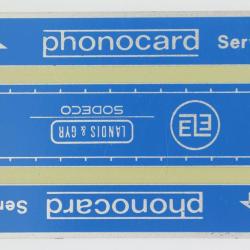 phonocard Ser
LANDIS & GYR
SODECO
phonocard Ser